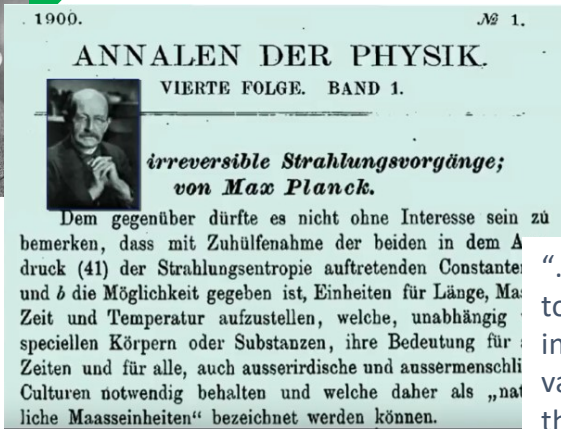 1900. № 1.
ANNALEN DER PHYSIK.
VIERTE FOLGE. BAND 1.
irreversible Strahlungsvorgänge;
von Max Planck.
Dem gegenüber dürfte es nicht ohne Interesse sein zu
bemerken, dass mit Zuhülfenahme der beiden in dem A
druck (41) der Strahlungsentropie auftretenden Constante
und b die Möglichkeit gegeben ist, Einheiten für Länge, Ma
Zeit und Temperatur aufzustellen, welche, unabhängig
speciellen Körpern oder Substanzen, ihre Bedeutung für
Zeiten und für alle, auch ausserirdische und aussermenschli
Culturen notwendig behalten und welche daher als „nat
liche Maasseinheiten“ bezeichnet werden können.
“.
to
in
va
th